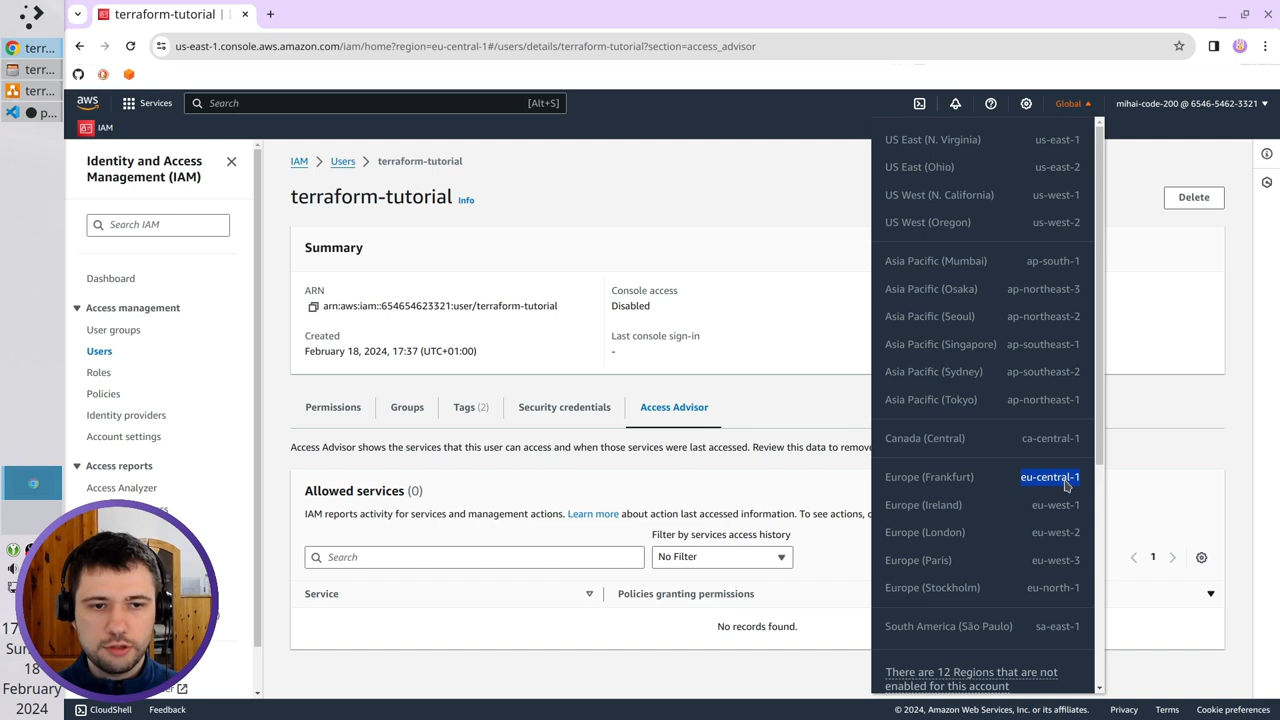 terraform-tutorial |
terr...
terr...
terr...
p...
us-east-1.console.aws.amazon.com/iam/home?region=eu-central-1#/users/details/terraform-tutorial?section=access_advisor
aws
Services
Search
[Alt+S]
Global
mihai-code-200 @ 6546-5462-3321
IAM
Identity and Access
Management (IAM)
Search IAM
Dashboard
Access management
User groups
Users
Roles
Policies
Identity providers
Account settings
Access reports
Access Analyzer
IAM
Users
terraform-tutorial
terraform-tutorial
Info
Delete
Summary
ARN
arn:aws:iam::654654623321:user/terraform-tutorial
Console access
Disabled
Created
February 18, 2024, 17:37 (UTC+01:00)
Last console sign-in
-
Permissions
Groups
Tags (2)
Security credentials
Access Advisor
Access Advisor shows the services that this user can access and when those services were last accessed. Review this data to remov
Allowed services (0)
IAM reports activity for services and management actions. Learn more about action last accessed information. To see actions, c
Filter by services access history
Search
No Filter
1
Service
Policies granting permissions
No records found.
US East (N. Virginia) us-east-1
US East (Ohio) us-east-2
US West (N. California) us-west-1
US West (Oregon) us-west-2
Asia Pacific (Mumbai) ap-south-1
Asia Pacific (Osaka) ap-northeast-3
Asia Pacific (Seoul) ap-northeast-2
Asia Pacific (Singapore) ap-southeast-1
Asia Pacific (Sydney) ap-southeast-2
Asia Pacific (Tokyo) ap-northeast-1
Canada (Central) ca-central-1
Europe (Frankfurt) eu-central-1
Europe (Ireland) eu-west-1
Europe (London) eu-west-2
Europe (Paris) eu-west-3
Europe (Stockholm) eu-north-1
South America (São Paulo) sa-east-1
There are 12 Regions that are not
enabled for this account
18
February
2024
CloudShell
Feedback
© 2024, Amazon Web Services, Inc. or its affiliates.
Privacy
Terms
Cookie preferences